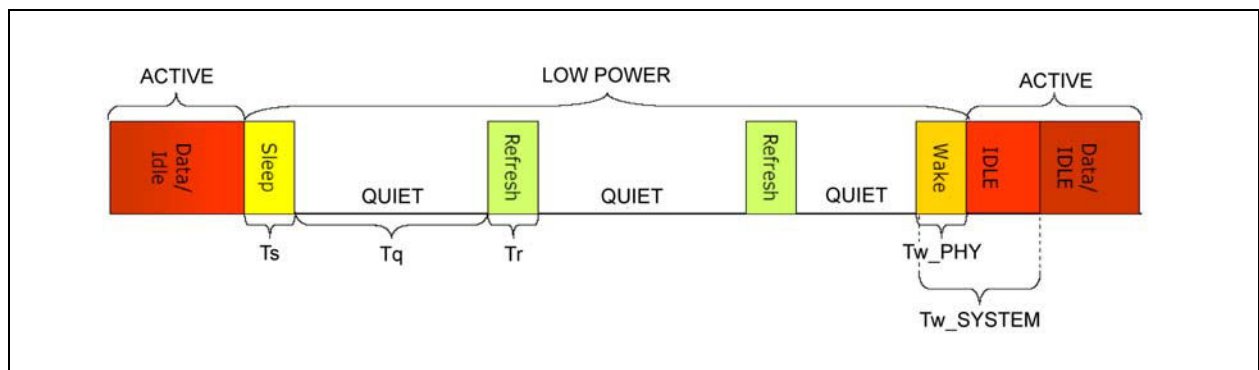 ACTIVE
LOW POWER
ACTIVE
Data/
Idle
Sleep
QUIET
Refresh
QUIET
Refresh
QUIET
Wake
IDLE
Data/
IDLE
Ts
Tq
Tr
Tw_PHY
Tw_SYSTEM